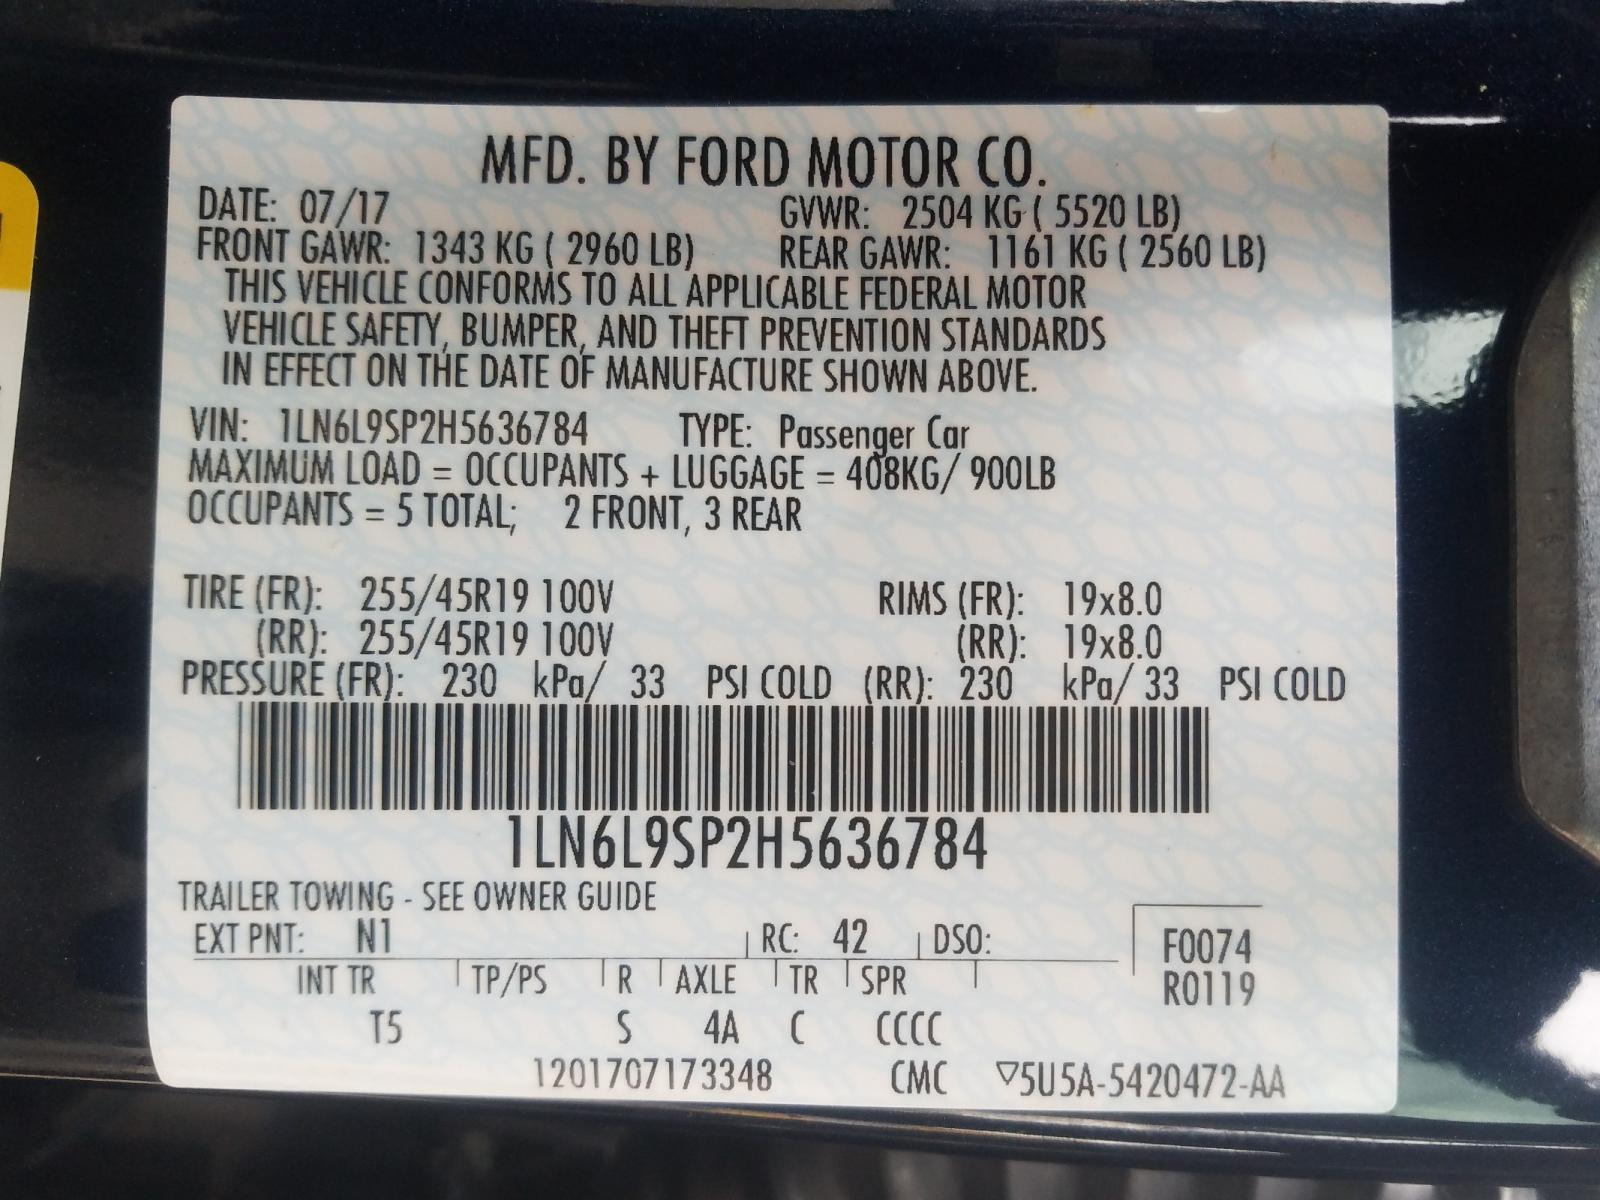 MFD. BY FORD MOTOR CO.
DATE: 07/17 GVWR: 2504 KG ( 5520 LB)
FRONT GAWR: 1343 KG ( 2960 LB) REAR GAWR: 1161 KG ( 2560 LB)
THIS VEHICLE CONFORMS TO ALL APPLICABLE FEDERAL MOTOR
VEHICLE SAFETY, BUMPER, AND THEFT PREVENTION STANDARDS
IN EFFECT ON THE DATE OF MANUFACTURE SHOWN ABOVE.
VIN: 1LN6L9SP2H5636784 TYPE: Passenger Car
MAXIMUM LOAD = OCCUPANTS + LUGGAGE = 408KG/ 900LB
OCCUPANTS = 5 TOTAL; 2 FRONT, 3 REAR
TIRE (FR): 255/45R19 100V RIMS (FR): 19x8.0
(RR): 255/45R19 100V (RR): 19x8.0
PRESSURE (FR): 230 kPa/ 33 PSI COLD (RR): 230 kPa/ 33 PSI COLD
1LN6L9SP2H5636784
TRAILER TOWING - SEE OWNER GUIDE
EXT PNT: N1 RC: 42 DSO: F0074
INT TR TP/PS R AXLE TR SPR R0119
T5 S 4A C CCCC
1201707173348 CMC ▽5U5A-5420472-AA